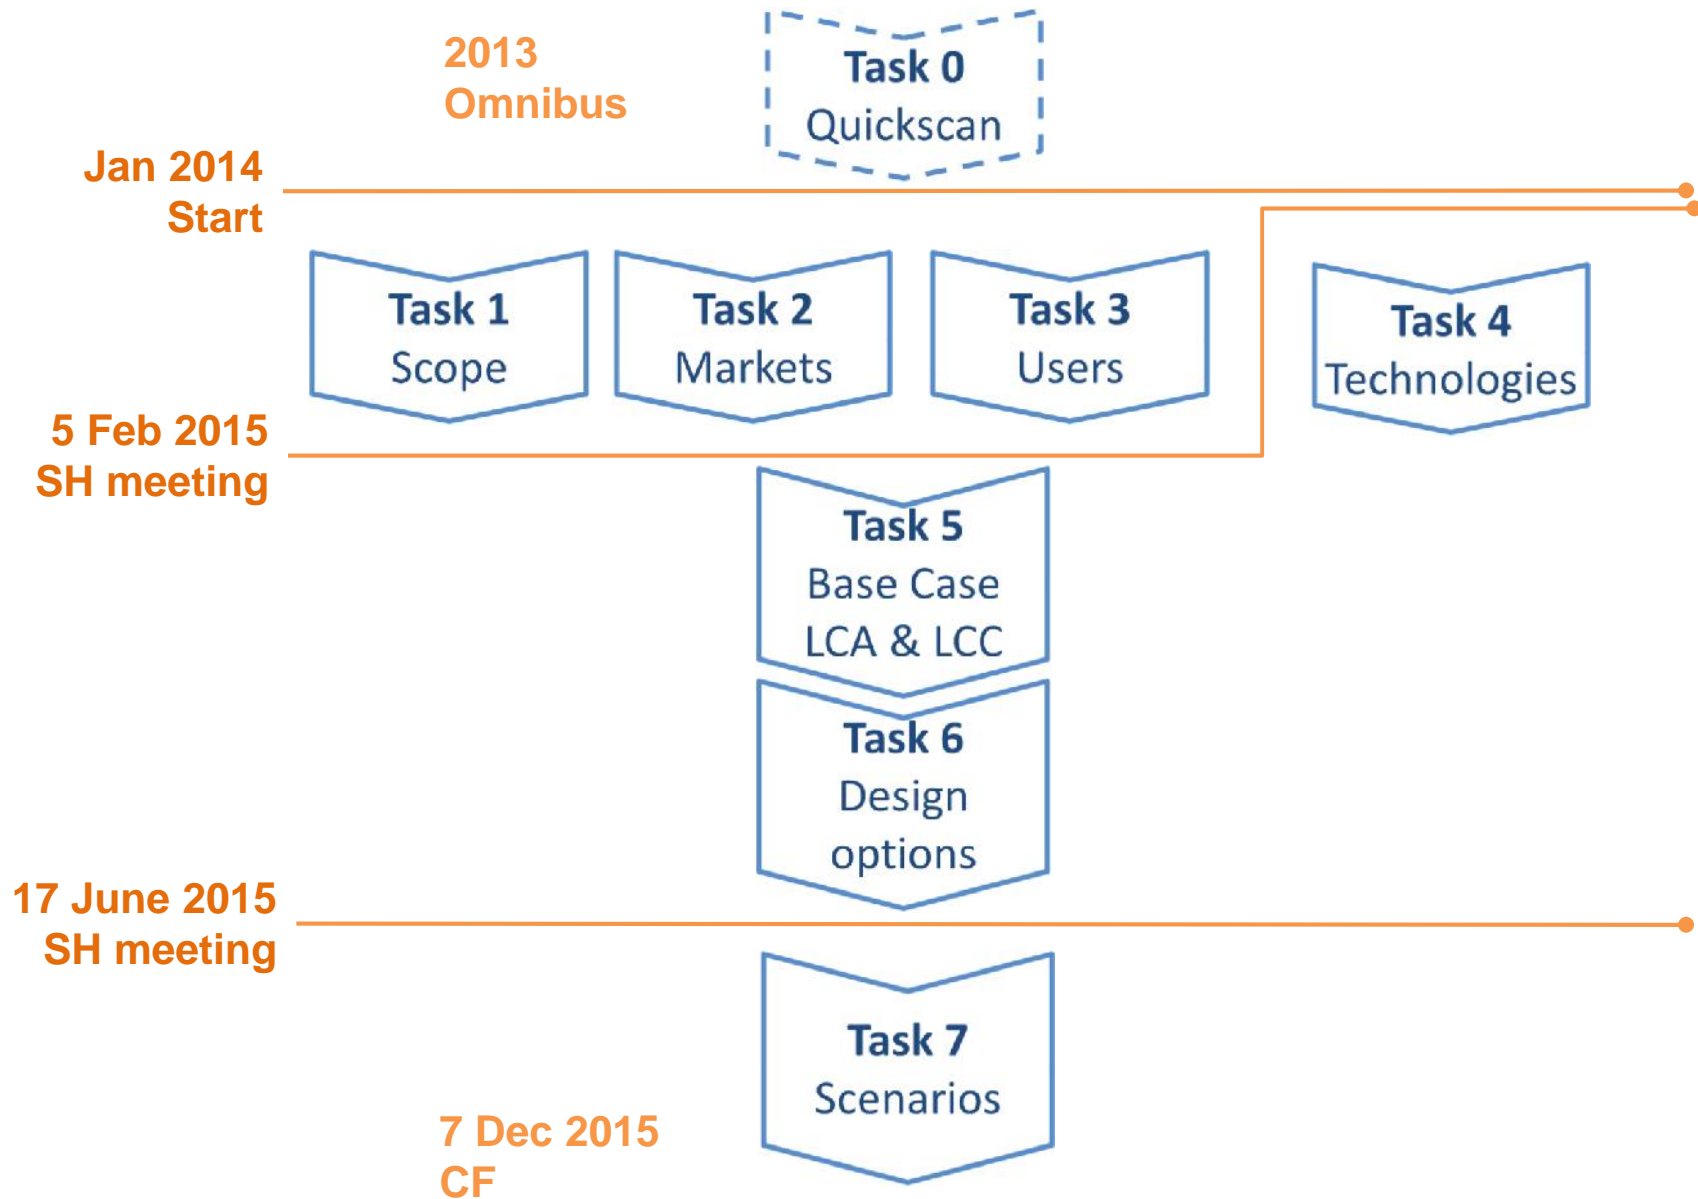 2013
Omnibus
Task 0
Quickscan
Jan 2014
Start
Task 1
Scope
Task 2
Markets
Task 3
Users
Task 4
Technologies
5 Feb 2015
SH meeting
Task 5
Base Case
LCA & LCC
Task 6
Design
options
17 June 2015
SH meeting
Task 7
Scenarios
7 Dec 2015
CF